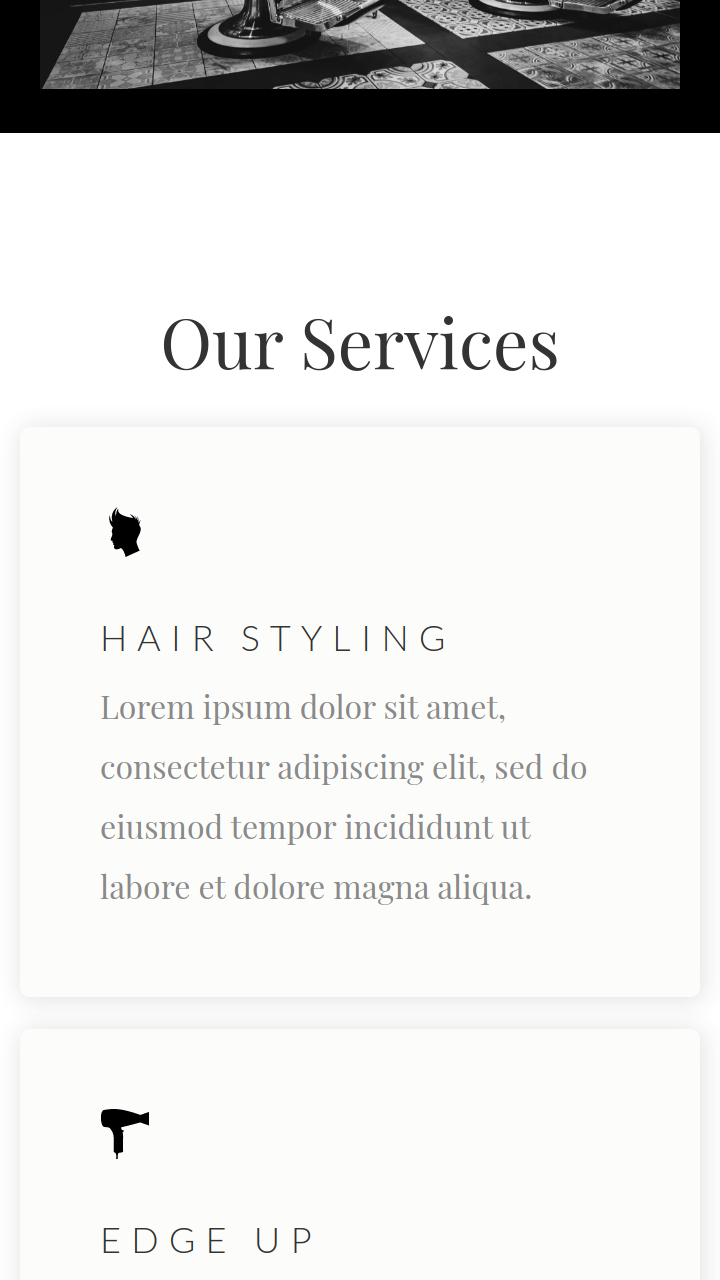 Our Services
HAIR STYLING
Lorem ipsum dolor sit amet,
consectetur adipiscing elit, sed do
eiusmod tempor incididunt ut
labore et dolore magna aliqua.
EDGE UP